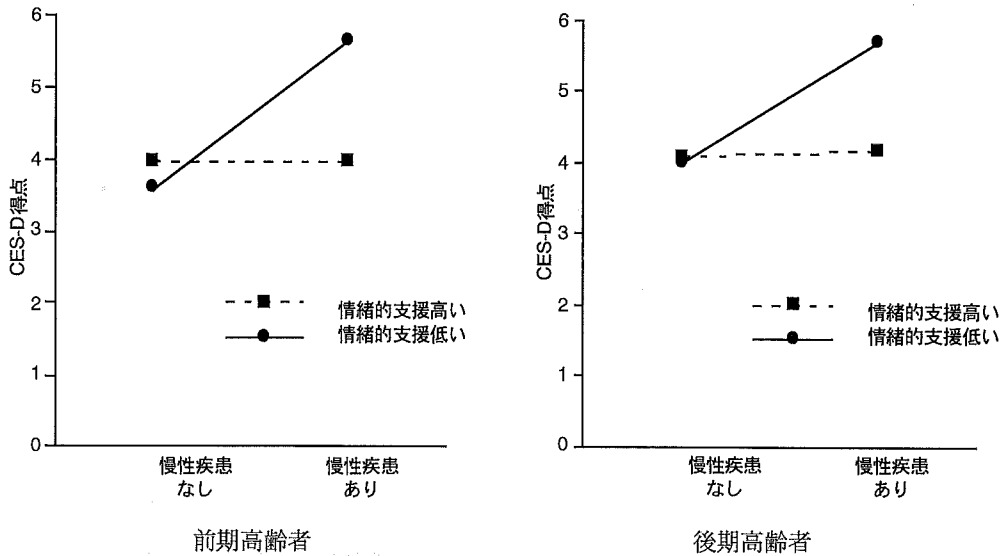 6
5
4
3
2
1
0
CES-D得点
情緒的支援高い
情緒的支援低い
慢性疾患
なし
慢性疾患
あり
前期高齢者
6
5
4
3
2
1
0
CES-D得点
情緒的支援高い
情緒的支援低い
慢性疾患
なし
慢性疾患
あり
後期高齢者